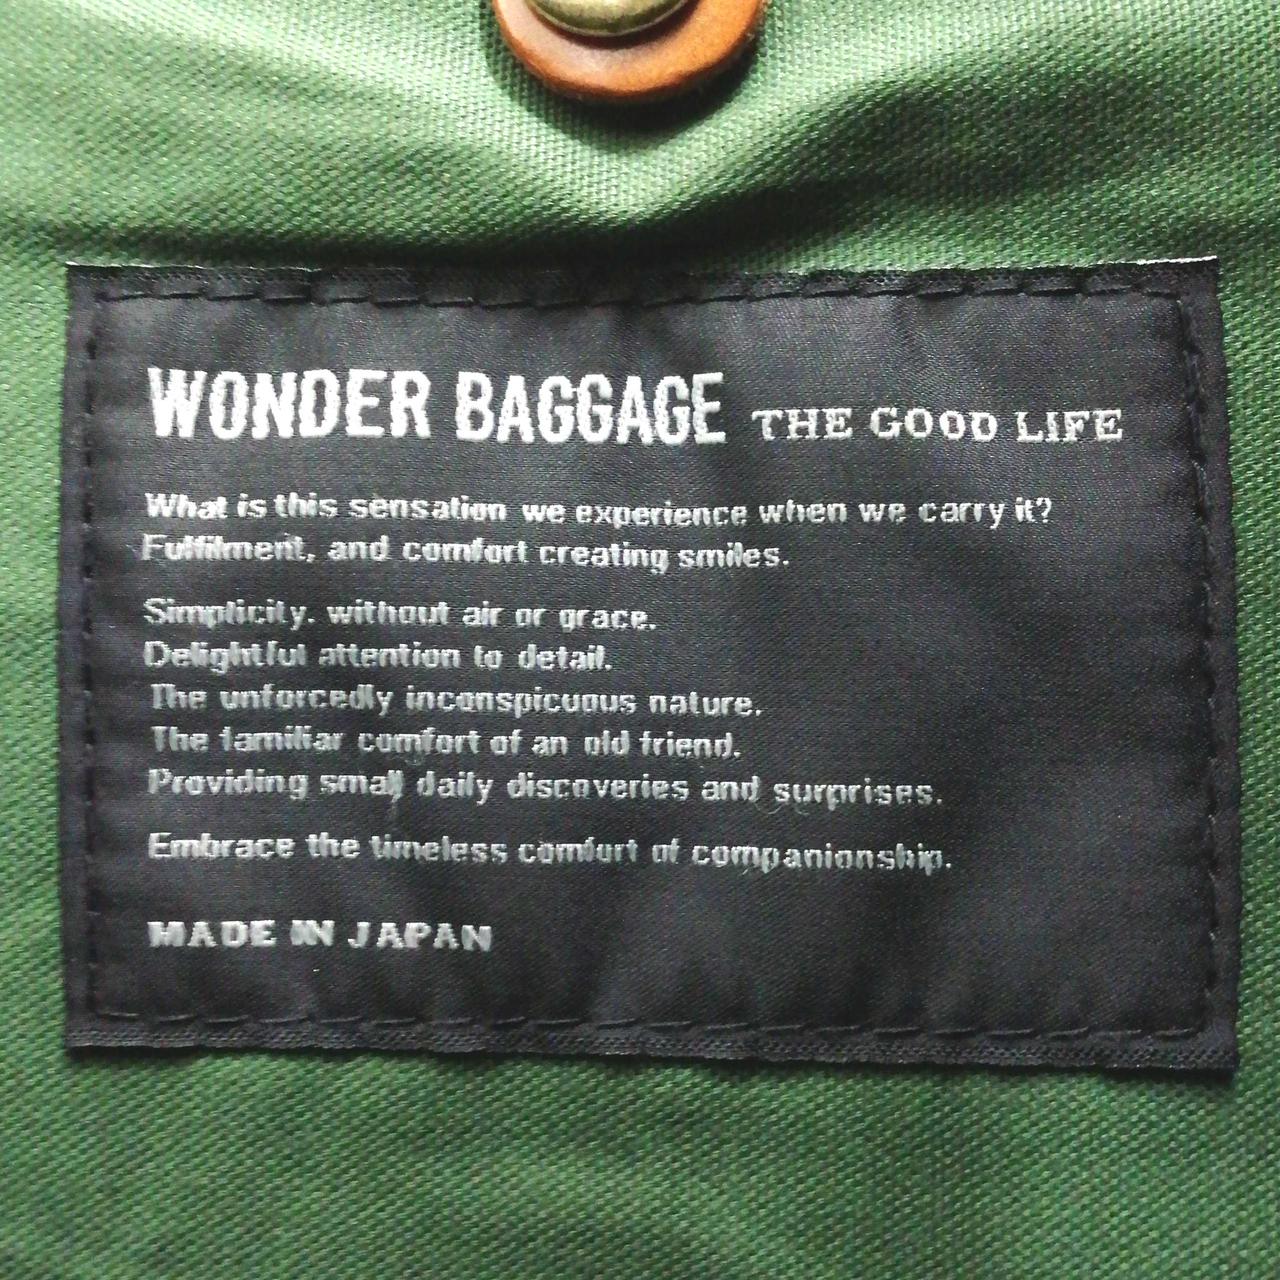 WONDER BAGGAGE THE GOOD LIFE
What is this sensation we experience when we carry it?
Fulfilment, and comfort creating smiles.
Simplicity. without air or grace.
Delightful attention to detail.
The unforcedly inconspicuous nature.
The familiar comfort of an old friend.
Providing small daily discoveries and surprises.
Embrace the timeless comfort of companionship.
MADE IN JAPAN